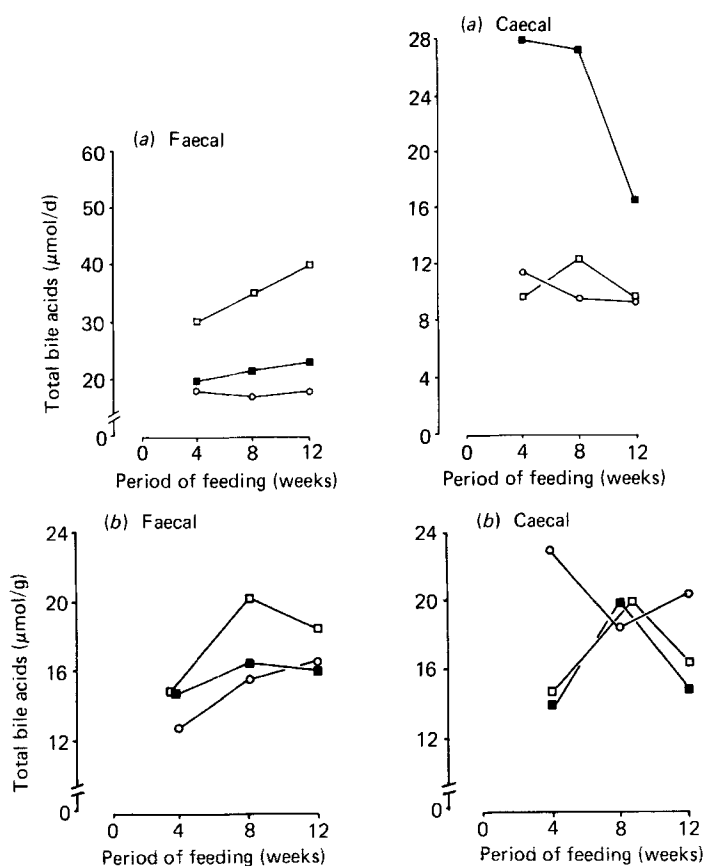 (a) Faecal
Total bile acids (μmol/d)
60
50
40
30
20
0
0 4 8 12
Period of feeding (weeks)
(a) Caecal
28
24
20
16
12
8
4
0
0 4 8 12
Period of feeding (weeks)
(b) Faecal
Total bile acids (μmol/g)
24
20
16
12
0
0 4 8 12
Period of feeding (weeks)
(b) Caecal
24
20
16
12
0
0 4 8 12
Period of feeding (weeks)